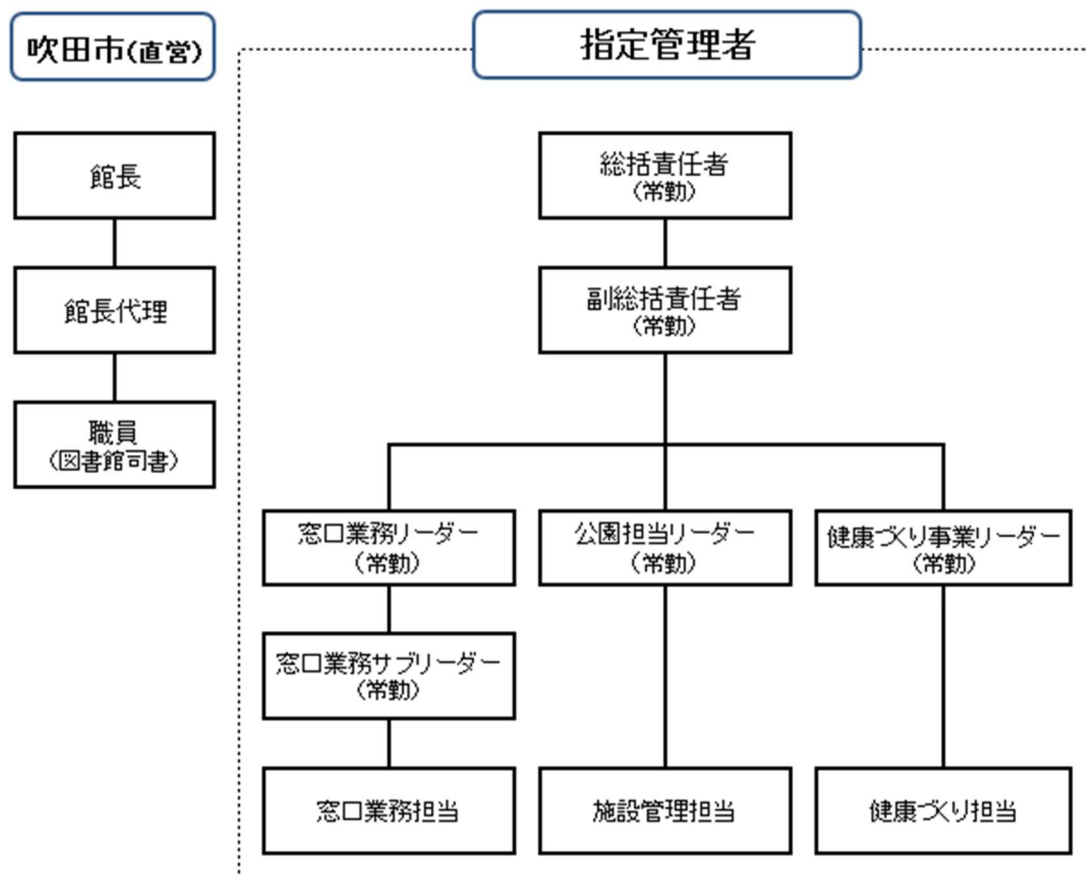 吹田市(直営)
館長
館長代理
職員
(図書館司書)
指定管理者
総括責任者
(常勤)
副総括責任者
(常勤)
窓口業務リーダー
(常勤)
公園担当リーダー
(常勤)
健康づくり事業リーダー
(常勤)
窓口業務サブリーダー
(常勤)
窓口業務担当
施設管理担当
健康づくり担当